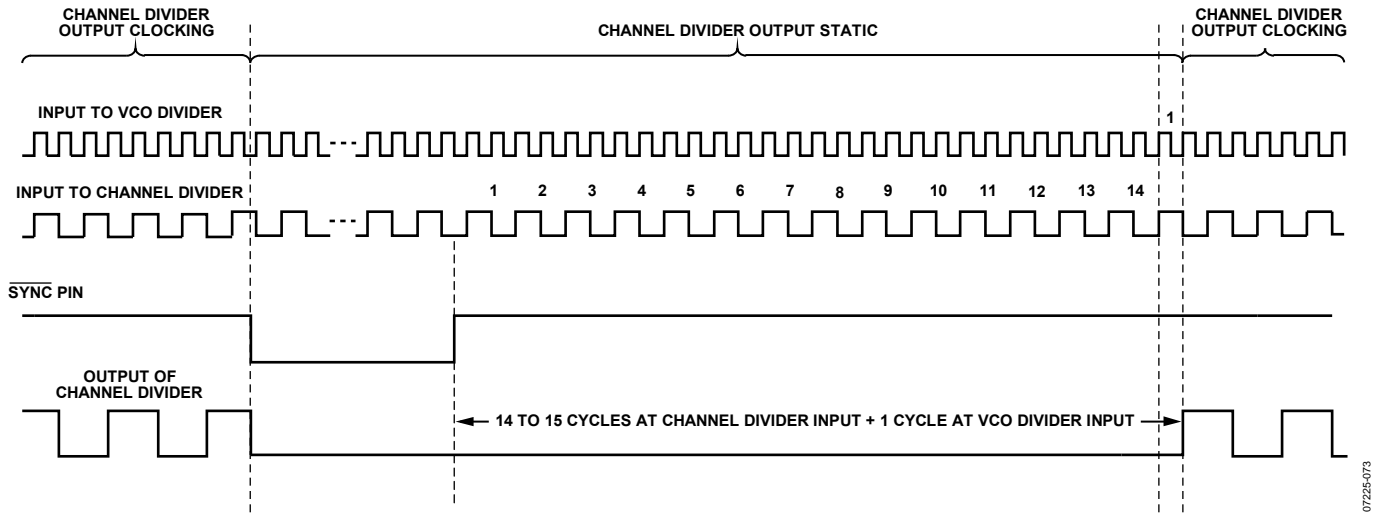 CHANNEL DIVIDER
OUTPUT CLOCKING
CHANNEL DIVIDER OUTPUT STATIC
CHANNEL DIVIDER
OUTPUT CLOCKING
INPUT TO VCO DIVIDER
1
INPUT TO CHANNEL DIVIDER
1 2 3 4 5 6 7 8 9 10 11 12 13 14
SYNC PIN
OUTPUT OF
CHANNEL DIVIDER
14 TO 15 CYCLES AT CHANNEL DIVIDER INPUT + 1 CYCLE AT VCO DIVIDER INPUT
07225-073